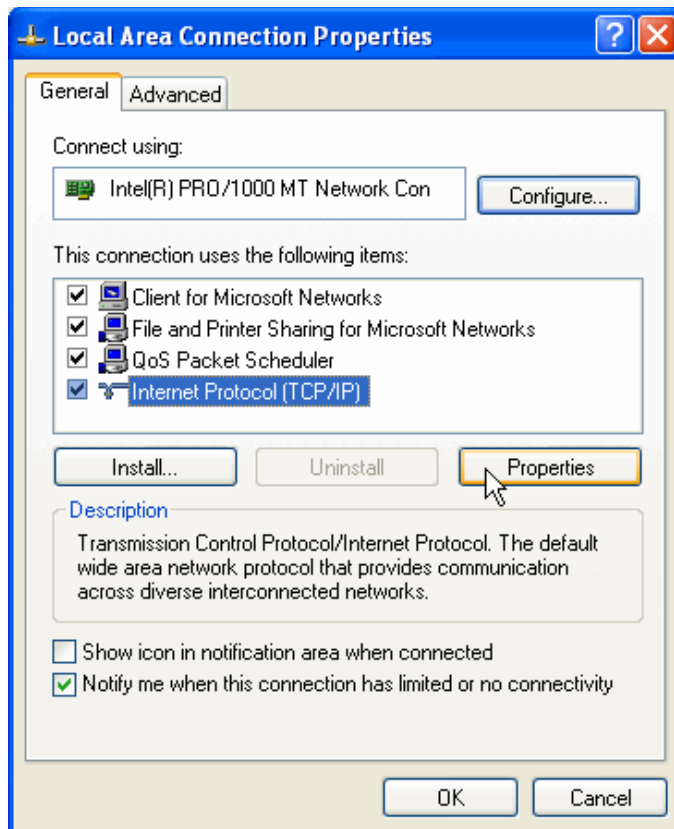 Local Area Connection Properties
General
Advanced
Connect using:
Intel(R) PRO/1000 MT Network Con
Configure...
This connection uses the following items:
Client for Microsoft Networks
File and Printer Sharing for Microsoft Networks
QoS Packet Scheduler
Internet Protocol (TCP/IP)
Install...
Uninstall
Properties
Description
Transmission Control Protocol/Internet Protocol. The default
wide area network protocol that provides communication
across diverse interconnected networks.
Show icon in notification area when connected
Notify me when this connection has limited or no connectivity
OK
Cancel